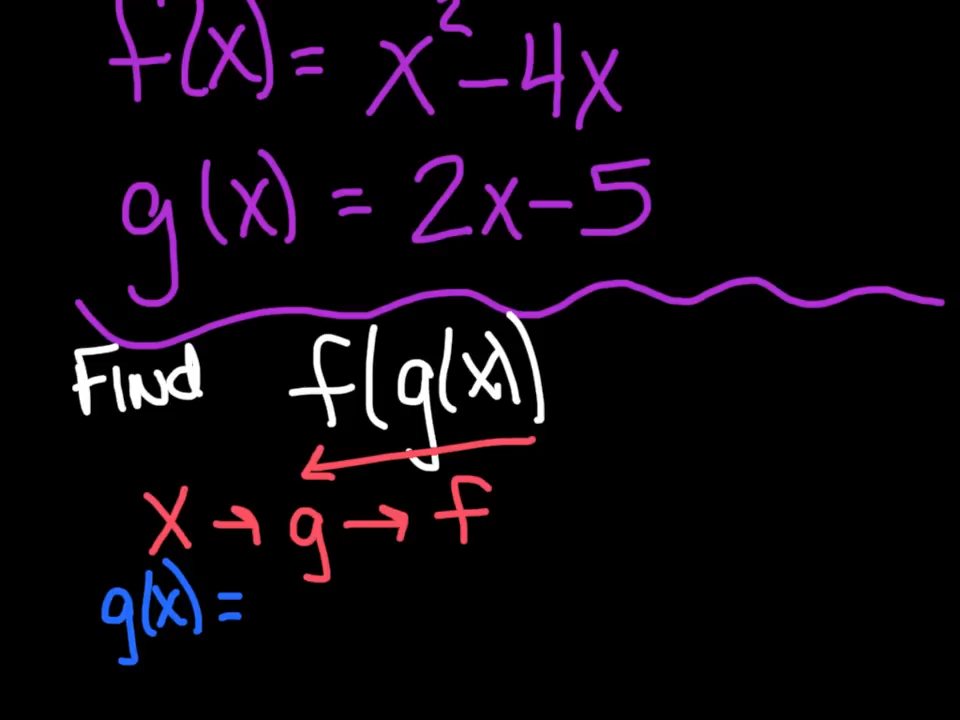 f(x) = x² - 4x
g(x) = 2x - 5
Find f(g(x))
x → g → f
g(x) =